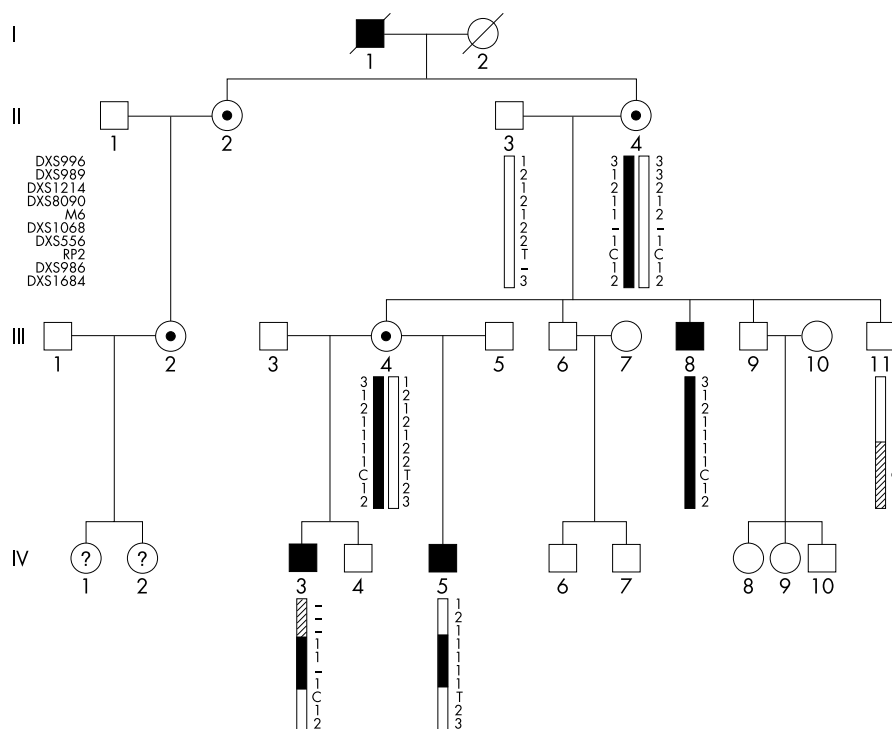 I
1 2
II
1 2 3 4
DXS996 1 3 3
DXS989 2 1 3
DXS1214 1 2 2
DXS8090 2 1 1
M6 1 1 2
DXS1068 2 – –
DXS556 2 1 1
RP2 T C C
DXS986 – 1 1
DXS1684 3 2 2
III
1 2 3 4 5 6 7 8 9 10 11
3 1 3
1 2 1
2 1 2
1 2 1
1 1 1
1 2 1
1 2 1
C T C
1 2 1
2 3 2
IV
? ?
1 2 3 4 5 6 7 8 9 10
– 1
– 2
– 1
1 1
1 1
– 1
1 1
C T
1 2
2 3